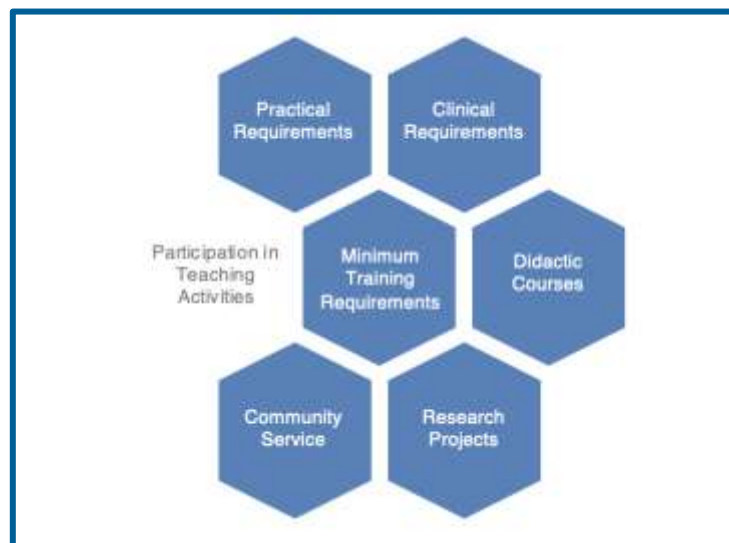 Practical
Requirements
Clinical
Requirements
Participation in
Teaching
Activities
Minimum
Training
Requirements
Didactic
Courses
Community
Service
Research
Projects